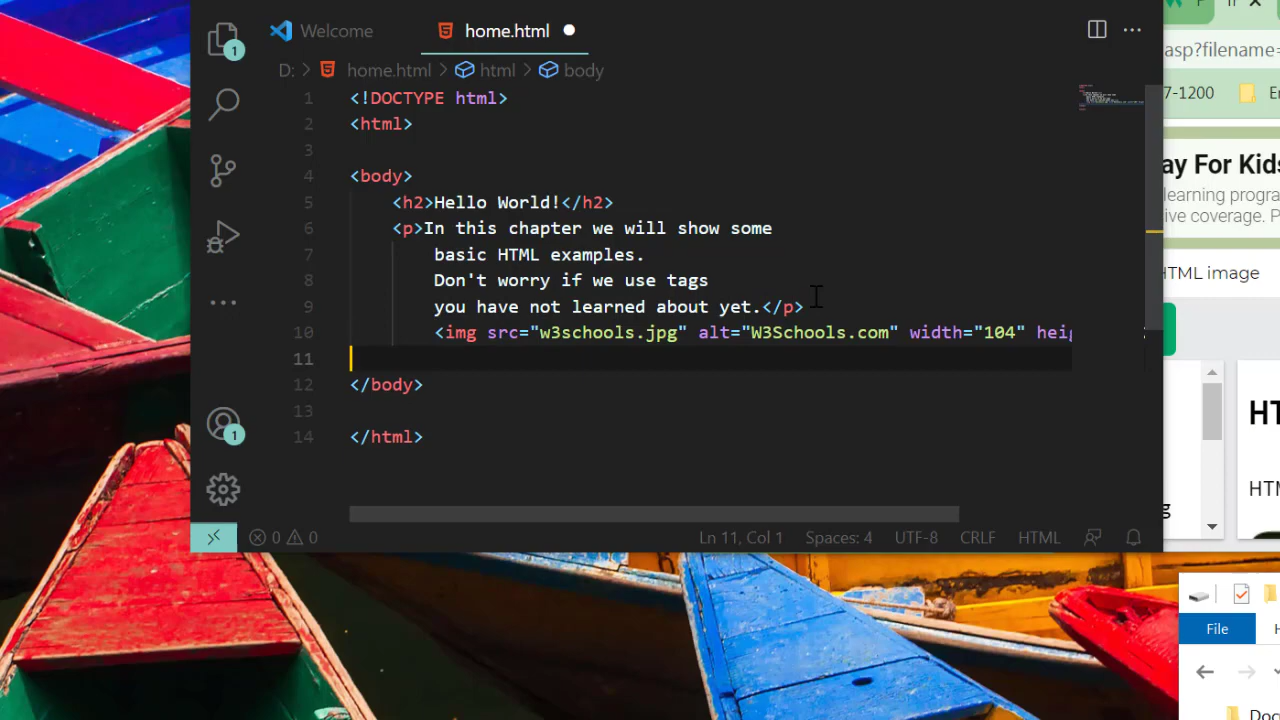 Welcome
home.html
D: > home.html > html > body
1 <!DOCTYPE html>
2 <html>
3
4 <body>
5 <h2>Hello World!</h2>
6 <p>In this chapter we will show some
7 basic HTML examples.
8 Don't worry if we use tags
9 you have not learned about yet.</p>
10 <img src="w3schools.jpg" alt="W3Schools.com" width="104" heig
11
12 </body>
13
14 </html>
1
1
0 0
Ln 11, Col 1 Spaces: 4 UTF-8 CRLF HTML
asp?filename=
7-1200
ay For Kids
learning progra
ive coverage. P
HTML image
HT
HTM
File
Doc